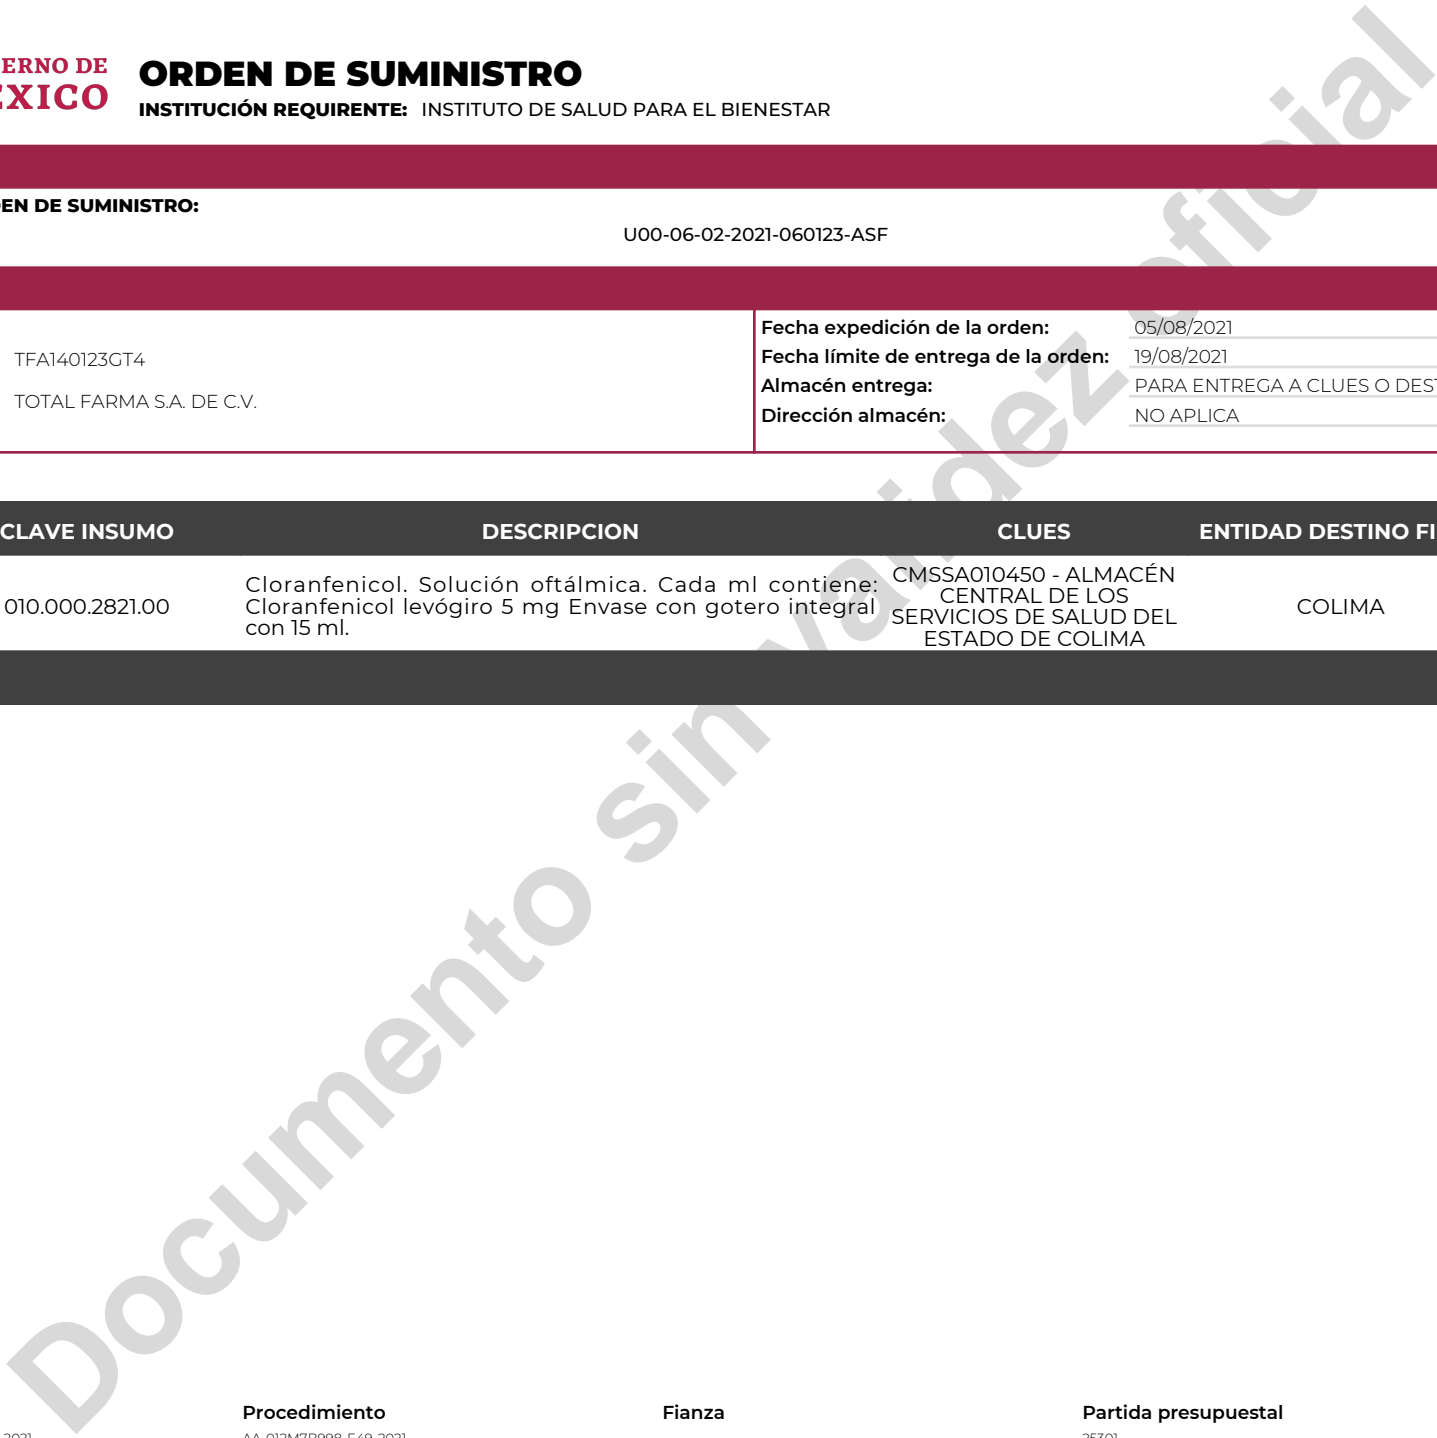 ERNO DE
ORDEN DE SUMINISTRO
INSTITUCIÓN REQUIRENTE: INSTITUTO DE SALUD PARA EL BIENESTAR
DE SUMINISTRO:
U00-06-02-2021-060123-ASF
TFA140123GT4
TOTAL FARMA S.A. DE C.V.
Fecha expedición de la orden: 05/08/2021
Fecha límite de entrega de la orden: 19/08/2021
Almacén entrega: PARA ENTREGA A CLUES O DEST
Dirección almacén: NO APLICA
CLAVE INSUMO DESCRIPCION CLUES ENTIDAD DESTINO FI
010.000.2821.00
Cloranfenicol. Solución oftálmica. Cada ml contiene:
Cloranfenicol levógiro 5 mg Envase con gotero integral
con 15 ml.
CMSSA010450 - ALMACÉN
CENTRAL DE LOS
SERVICIOS DE SALUD DEL
ESTADO DE COLIMA
COLIMA
Documento sin validez oficial
Procedimiento Fianza Partida presupuestal